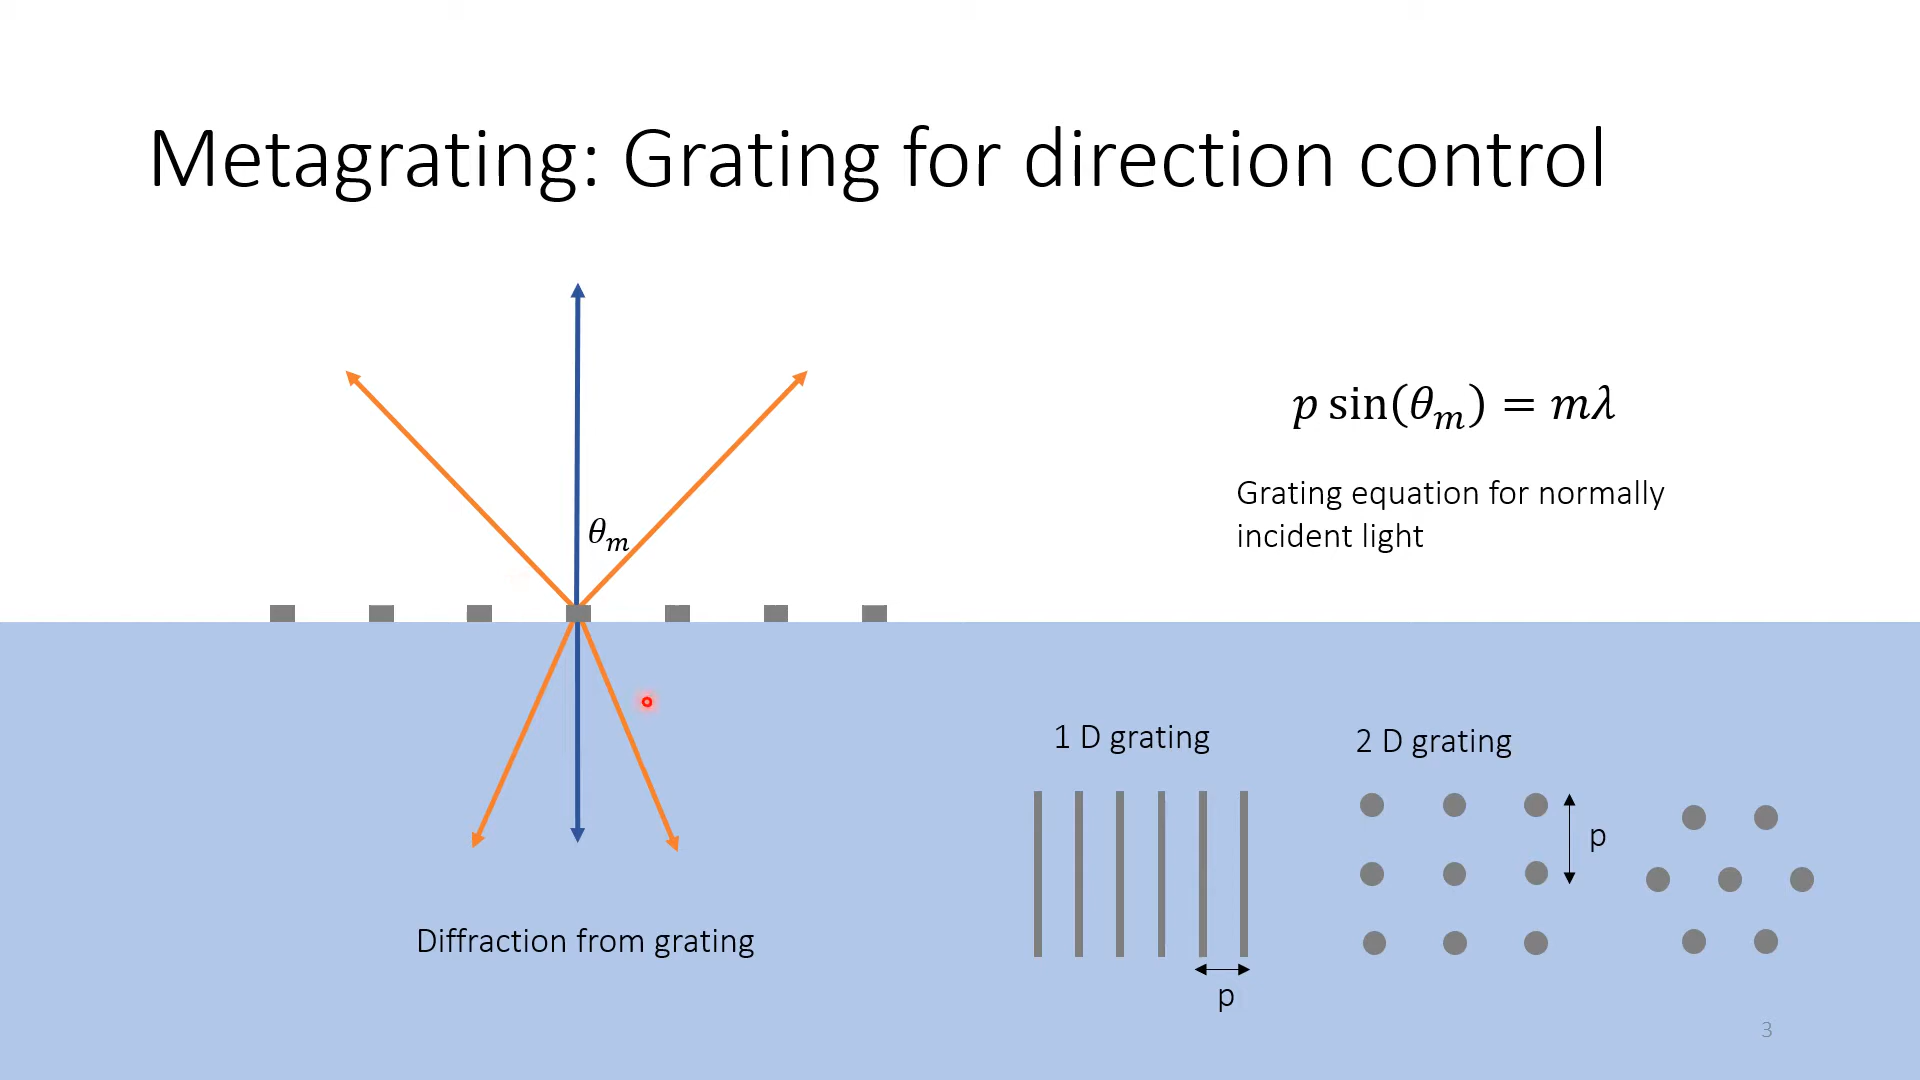 Metagrating: Grating for direction control
θₘ
p sin(θₘ) = mλ
Grating equation for normally
incident light
1 D grating
2 D grating
p
Diffraction from grating
p
3